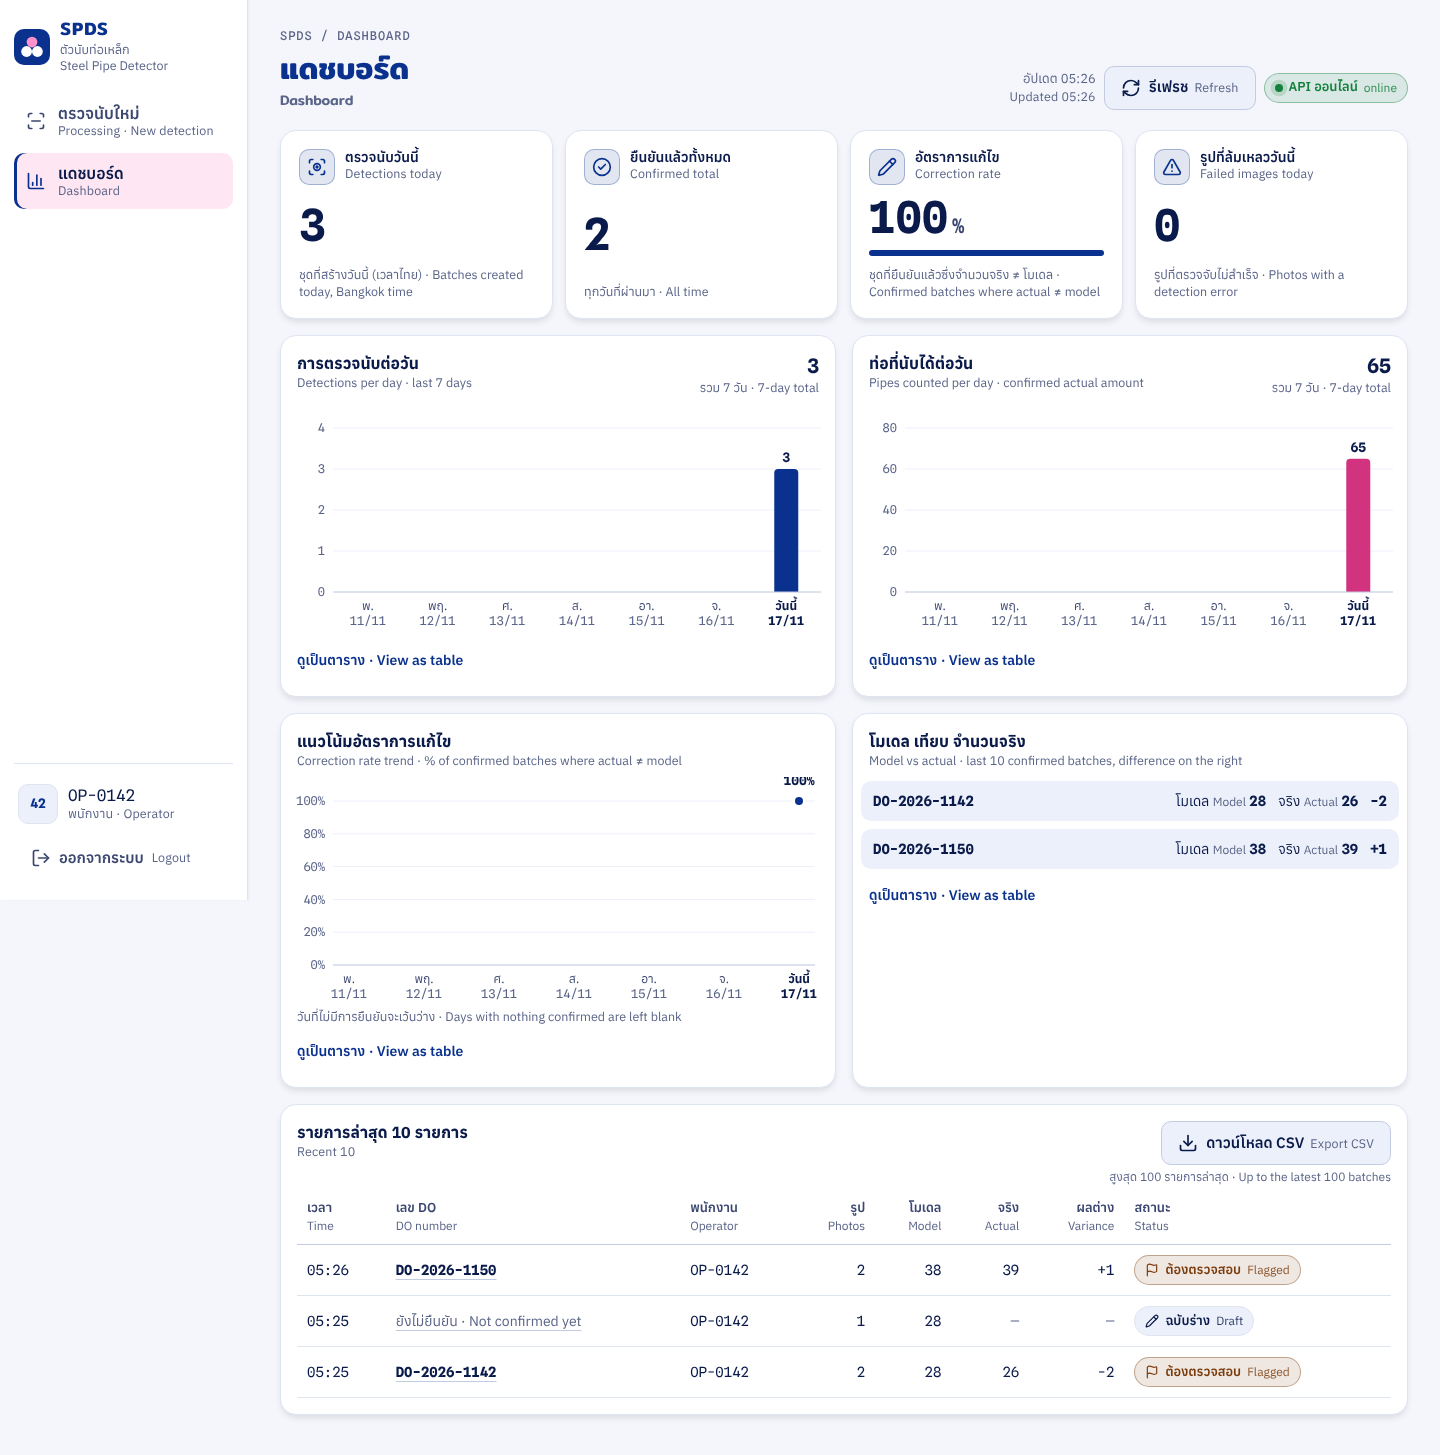 SPDS
ตัวนับท่อเหล็ก
Steel Pipe Detector
ตรวจนับใหม่
Processing · New detection
แดชบอร์ด
Dashboard
42
OP-0142
พนักงาน · Operator
ออกจากระบบ Logout
SPDS / DASHBOARD
แดชบอร์ด
Dashboard
อัปเดต 05:26
Updated 05:26
รีเฟรช Refresh
API ออนไลน์ online
ตรวจนับวันนี้
Detections today
3
ชุดที่สร้างวันนี้ (เวลาไทย) · Batches created
today, Bangkok time
ยืนยันแล้วทั้งหมด
Confirmed total
2
ทุกวันที่ผ่านมา · All time
อัตราการแก้ไข
Correction rate
100 %
ชุดที่ยืนยันแล้วซึ่งจำนวนจริง ≠ โมเดล ·
Confirmed batches where actual ≠ model
รูปที่ล้มเหลววันนี้
Failed images today
0
รูปที่ตรวจจับไม่สำเร็จ · Photos with a
detection error
การตรวจนับต่อวัน
Detections per day · last 7 days
3
รวม 7 วัน · 7-day total
4
3
2
1
0
3
พ. พฤ. ศ. ส. อา. จ. วันนี้
11/11 12/11 13/11 14/11 15/11 16/11 17/11
ดูเป็นตาราง · View as table
ท่อที่นับได้ต่อวัน
Pipes counted per day · confirmed actual amount
65
รวม 7 วัน · 7-day total
80
60
40
20
0
65
พ. พฤ. ศ. ส. อา. จ. วันนี้
11/11 12/11 13/11 14/11 15/11 16/11 17/11
ดูเป็นตาราง · View as table
แนวโน้มอัตราการแก้ไข
Correction rate trend · % of confirmed batches where actual ≠ model
100%
100%
80%
60%
40%
20%
0%
พ. พฤ. ศ. ส. อา. จ. วันนี้
11/11 12/11 13/11 14/11 15/11 16/11 17/11
วันที่ไม่มีการยืนยันจะเว้นว่าง · Days with nothing confirmed are left blank
ดูเป็นตาราง · View as table
โมเดล เทียบ จำนวนจริง
Model vs actual · last 10 confirmed batches, difference on the right
DO-2026-1142 โมเดล Model 28 จริง Actual 26 -2
DO-2026-1150 โมเดล Model 38 จริง Actual 39 +1
ดูเป็นตาราง · View as table
รายการล่าสุด 10 รายการ
Recent 10
ดาวน์โหลด CSV Export CSV
สูงสุด 100 รายการล่าสุด · Up to the latest 100 batches
เวลา เลข DO พนักงาน รูป โมเดล จริง ผลต่าง สถานะ
Time DO number Operator Photos Model Actual Variance Status
05:26 DO-2026-1150 OP-0142 2 38 39 +1 ต้องตรวจสอบ Flagged
05:25 ยังไม่ยืนยัน · Not confirmed yet OP-0142 1 28 — — ฉบับร่าง Draft
05:25 DO-2026-1142 OP-0142 2 28 26 -2 ต้องตรวจสอบ Flagged